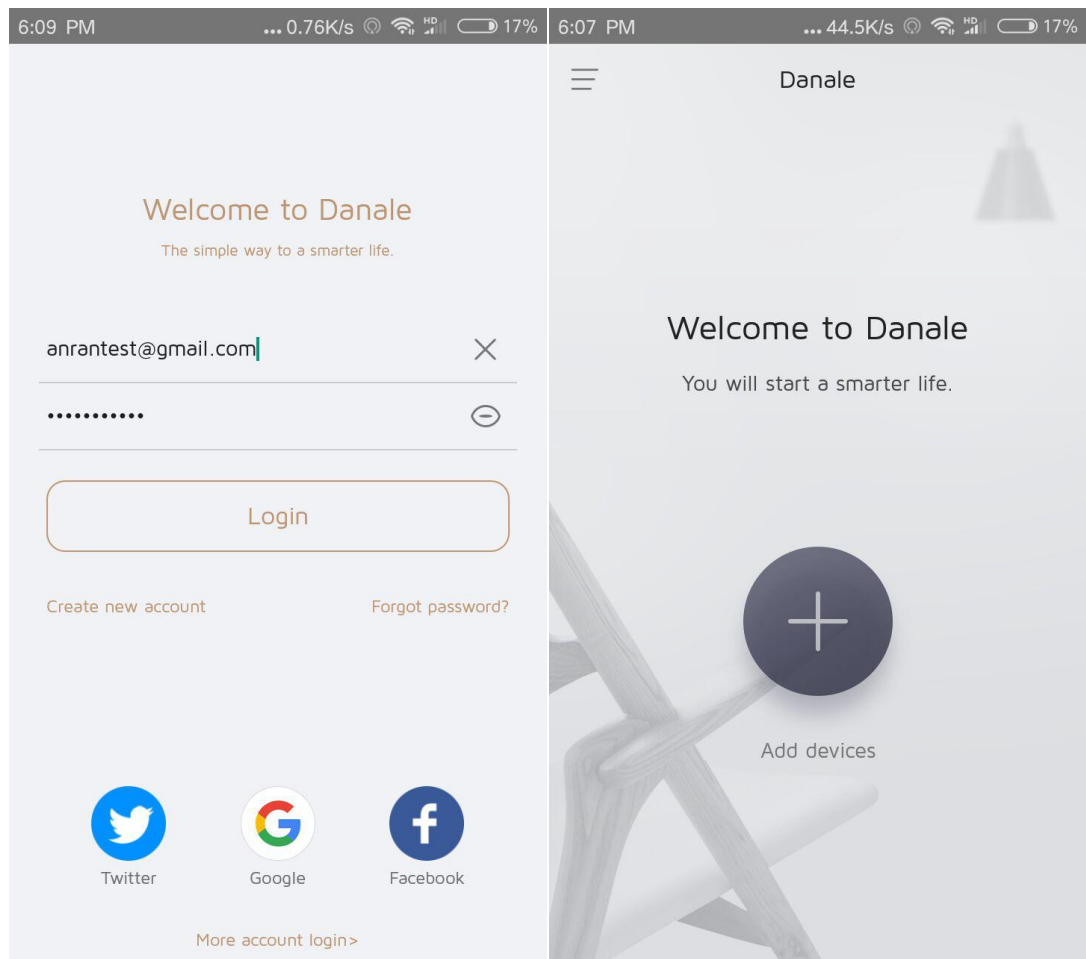 6:09 PM ... 0.76K/s HD 17%
Welcome to Danale
The simple way to a smarter life.
anrantest@gmail.com
•••••••••••
Login
Create new account Forgot password?
Twitter Google Facebook
More account login>
6:07 PM ... 44.5K/s HD 17%
Danale
Welcome to Danale
You will start a smarter life.
Add devices